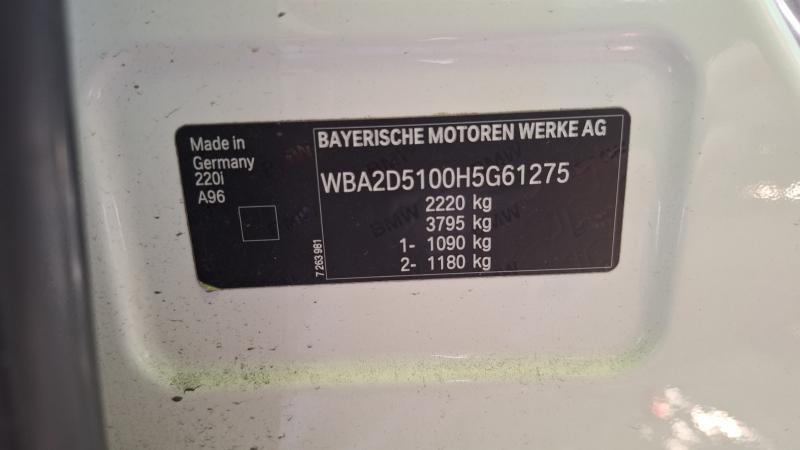 Made in
Germany
220i
A96
7 263 981
BAYERISCHE MOTOREN WERKE AG
WBA2D5100H5G61275
2220 kg
3795 kg
1- 1090 kg
2- 1180 kg